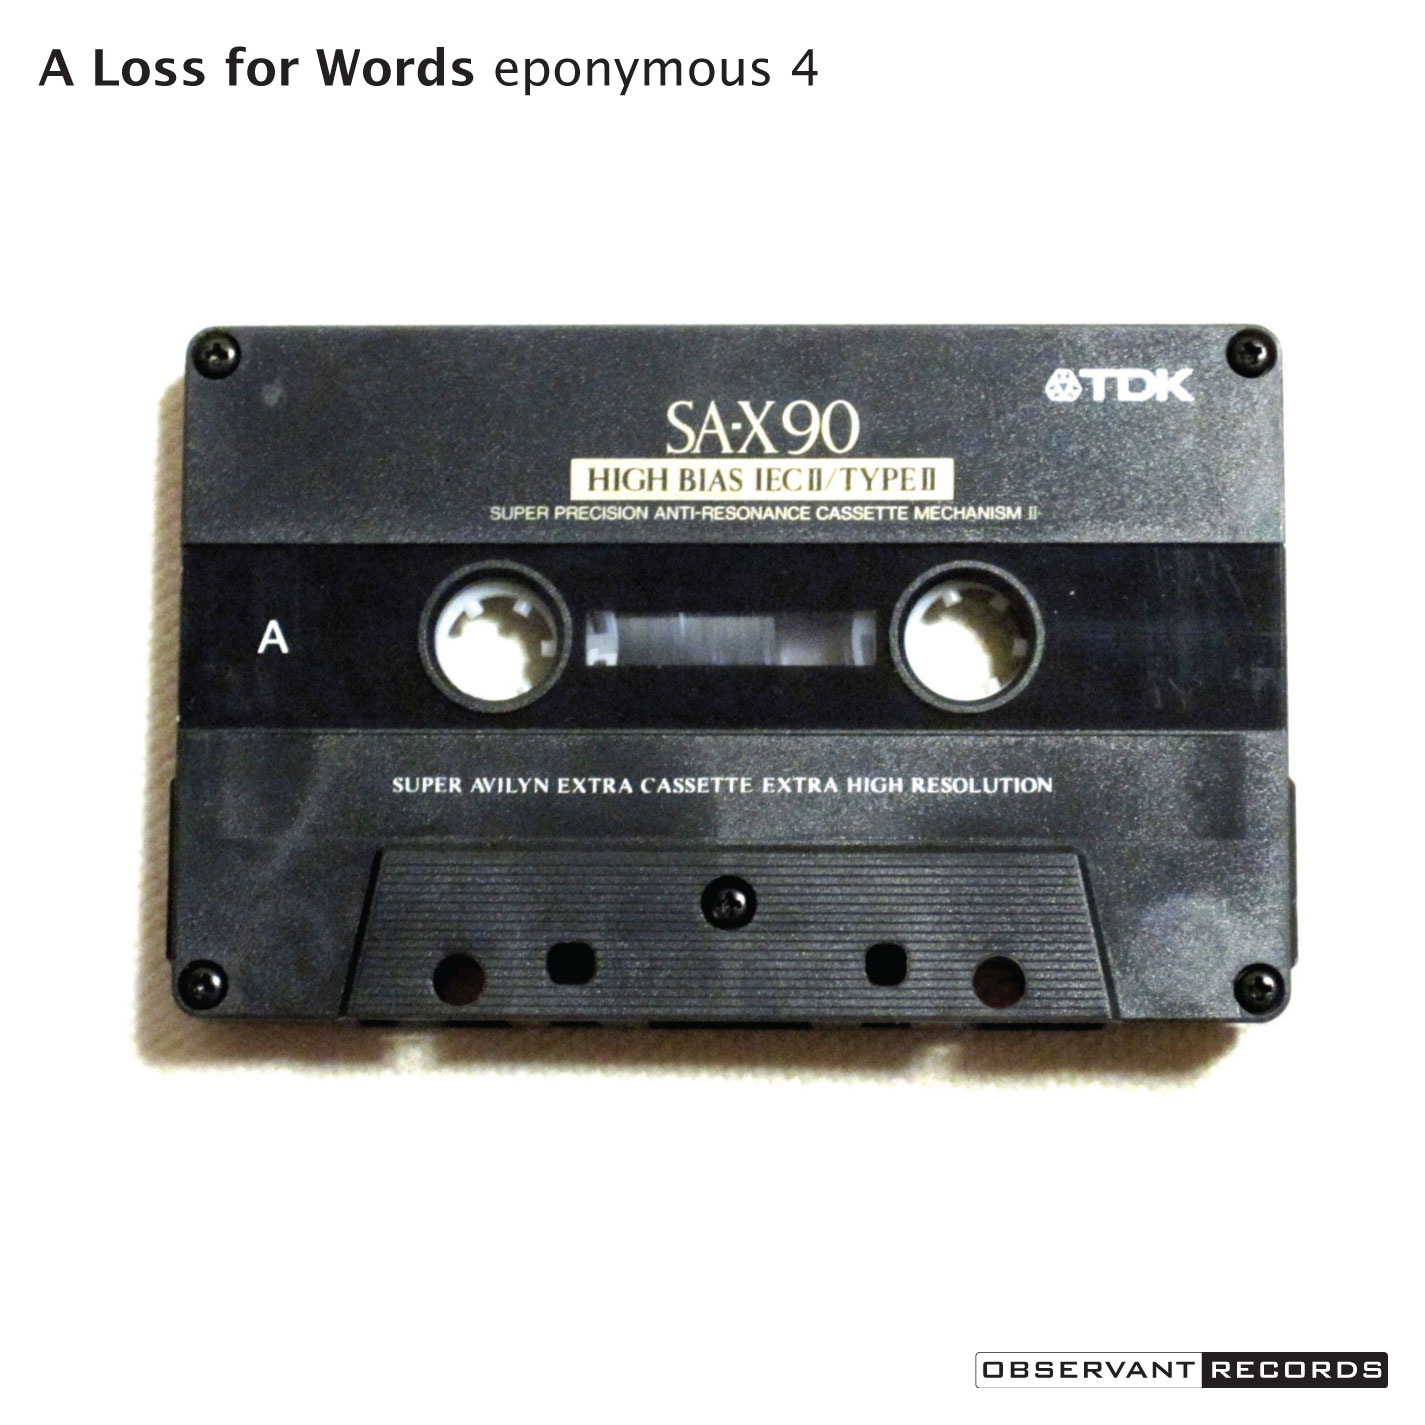 A Loss for Words eponymous 4
TDK
SA-X90
HIGH BIAS IEC II/TYPE II
SUPER PRECISION ANTI-RESONANCE CASSETTE MECHANISM II
A
SUPER AVILYN EXTRA CASSETTE EXTRA HIGH RESOLUTION
OBSERVANT RECORDS